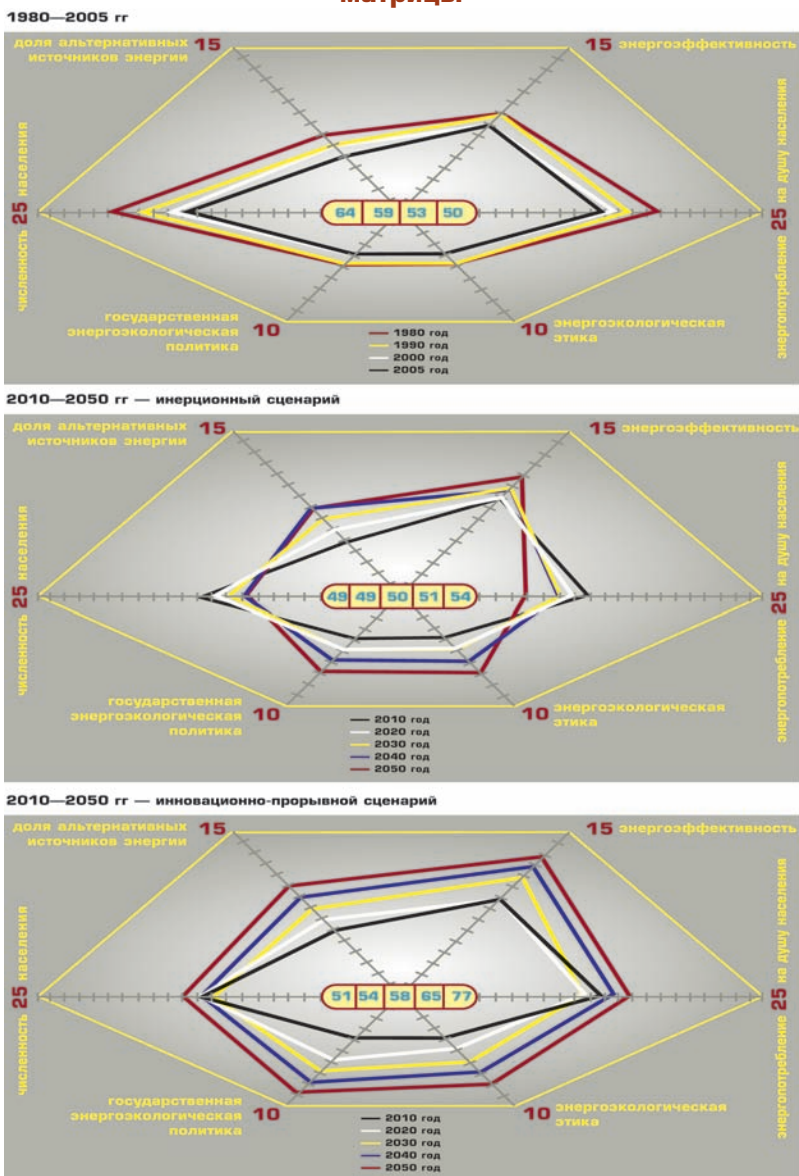 матрицы
1980—2005 гг
доля альтернативных
источников энергии
15
15 энергоэффективность
25 численность населения
64 59 53 50
25 энергопотребление на душу населения
государственная
энергоэкологическая
политика
10
10 энергоэкологическая
этика
1980 год
1990 год
2000 год
2005 год
2010—2050 гг — инерционный сценарий
доля альтернативных
источников энергии
15
15 энергоэффективность
25 численность населения
49 49 50 51 54
25 энергопотребление на душу населения
государственная
энергоэкологическая
политика
10
10 энергоэкологическая
этика
2010 год
2020 год
2030 год
2040 год
2050 год
2010—2050 гг — инновационно-прорывной сценарий
доля альтернативных
источников энергии
15
15 энергоэффективность
25 численность населения
51 54 58 65 77
25 энергопотребление на душу населения
государственная
энергоэкологическая
политика
10
10 энергоэкологическая
этика
2010 год
2020 год
2030 год
2040 год
2050 год